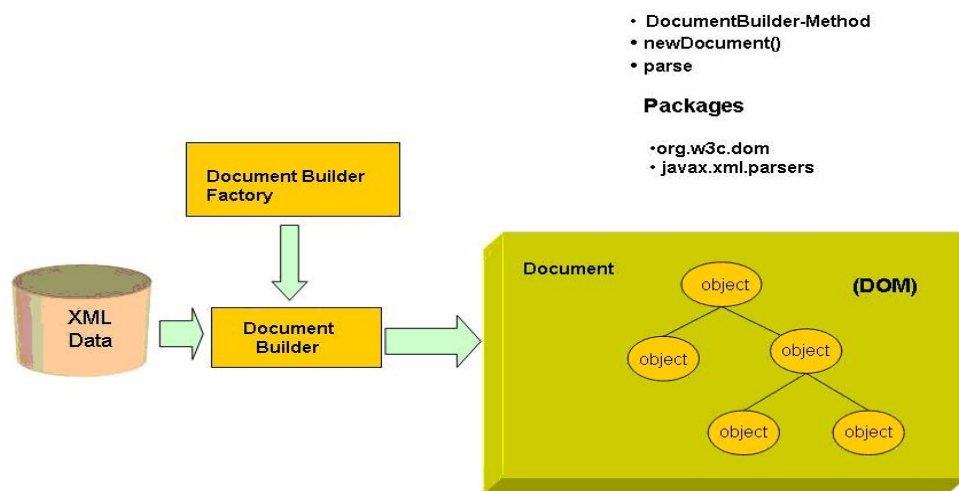 • DocumentBuilder-Method
• newDocument()
• parse
Packages
•org.w3c.dom
• javax.xml.parsers
Document Builder
Factory
XML
Data
Document
Builder
Document
(DOM)
object
object
object
object
object